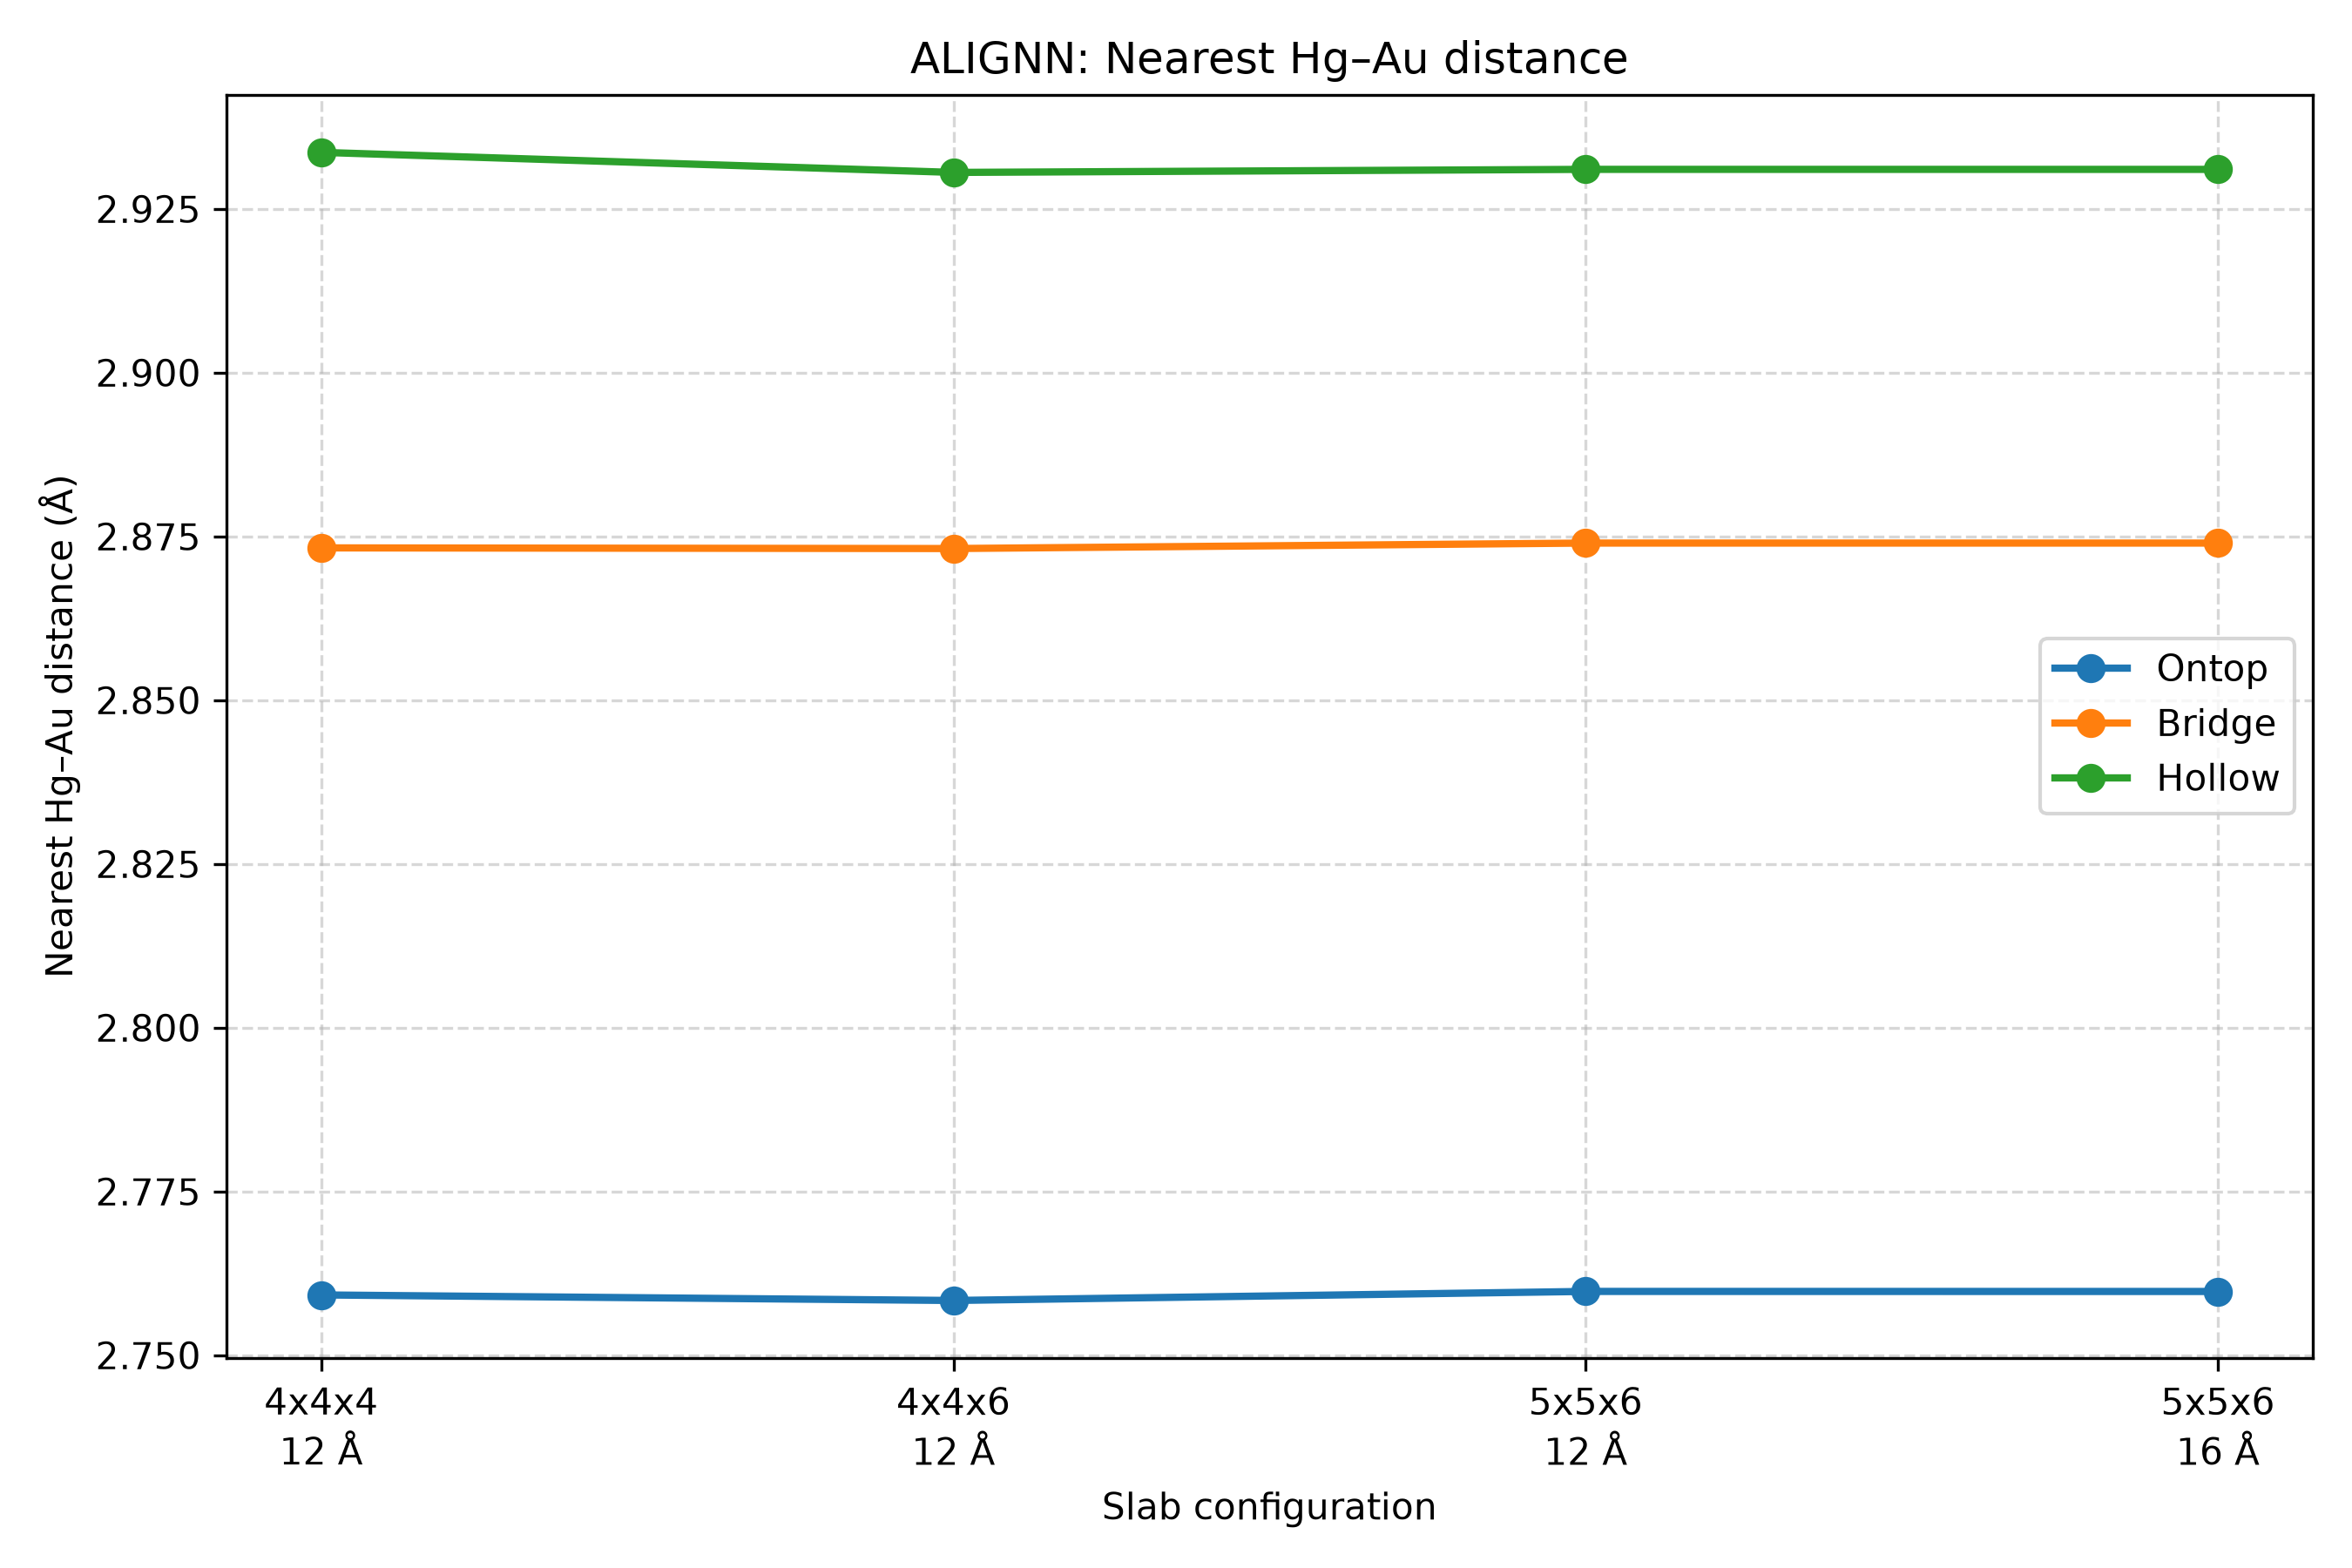 ALIGNN: Nearest Hg–Au distance
Nearest Hg–Au distance (Å)
2.925
2.900
2.875
2.850
2.825
2.800
2.775
2.750
Ontop
Bridge
Hollow
4x4x4
12 Å
4x4x6
12 Å
5x5x6
12 Å
5x5x6
16 Å
Slab configuration